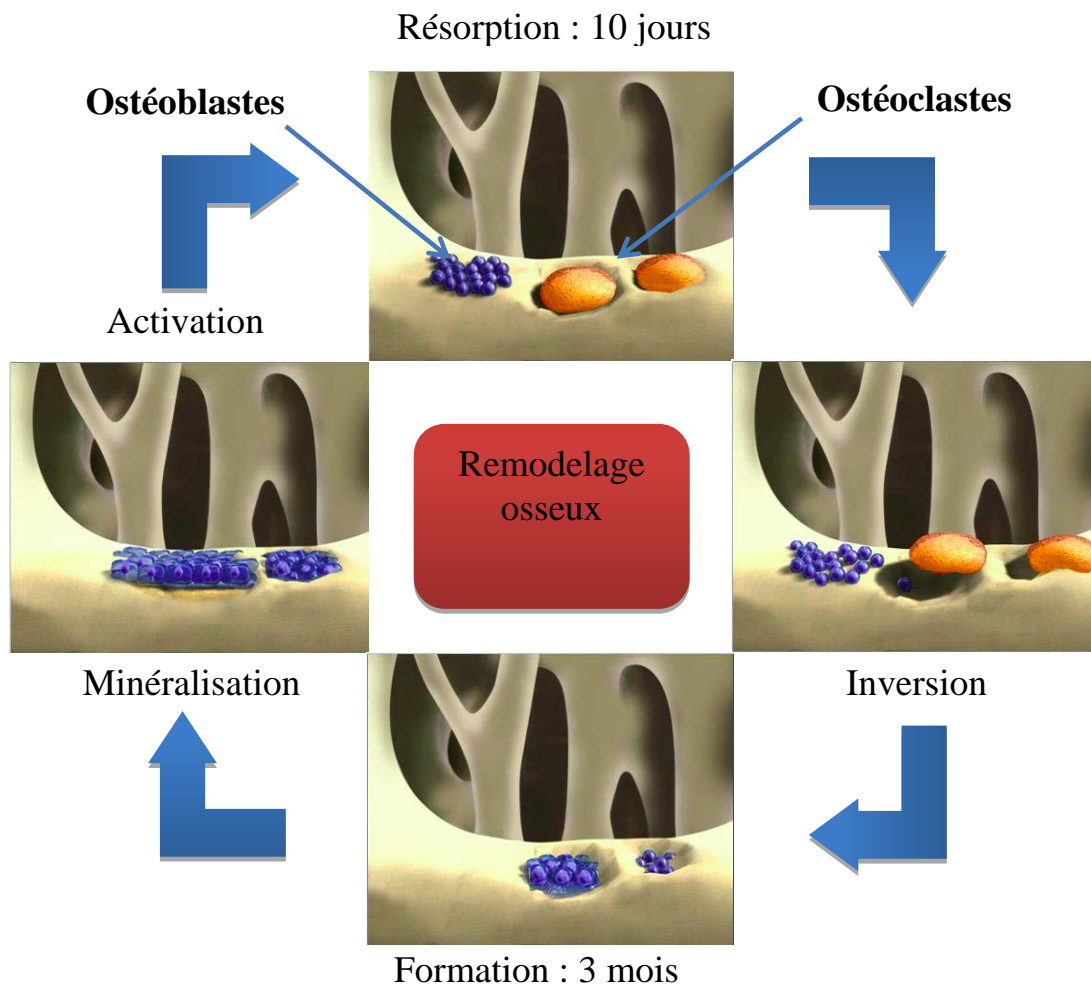 Résorption : 10 jours
Ostéoblastes
Ostéoclastes
Activation
Remodelage
osseux
Minéralisation
Inversion
Formation : 3 mois